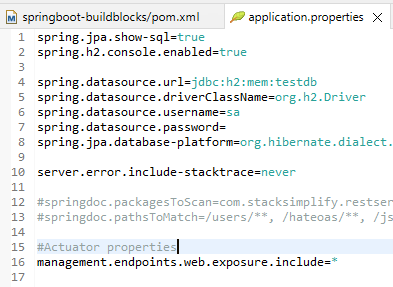 springboot-buildblocks/pom.xml
application.properties
1 spring.jpa.show-sql=true
2 spring.h2.console.enabled=true
3
4 spring.datasource.url=jdbc:h2:mem:testdb
5 spring.datasource.driverClassName=org.h2.Driver
6 spring.datasource.username=sa
7 spring.datasource.password=
8 spring.jpa.database-platform=org.hibernate.dialect.
9
10 server.error.include-stacktrace=never
11
12 #springdoc.packagesToScan=com.stacksimplify.restser
13 #springdoc.pathsToMatch=/users/**, /hateoas/**, /js
14
15 #Actuator properties
16 management.endpoints.web.exposure.include=*
17